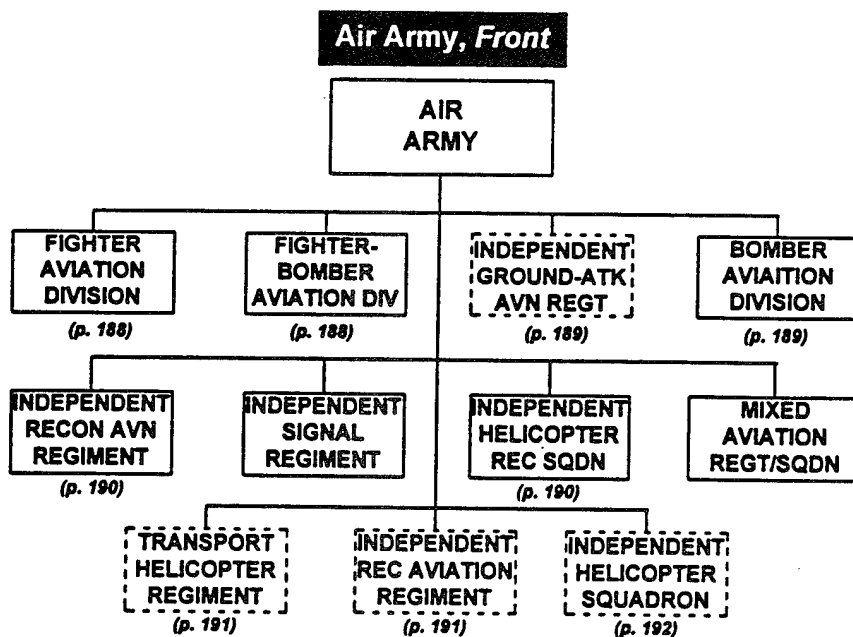 Air Army, Front
AIR
ARMY
FIGHTER
AVIATION
DIVISION
(p. 188)
FIGHTER-
BOMBER
AVIATION DIV
(p. 188)
INDEPENDENT
GROUND-ATK
AVN REGT
(p. 189)
BOMBER
AVIAITION
DIVISION
(p. 189)
INDEPENDENT
RECON AVN
REGIMENT
(p. 190)
INDEPENDENT
SIGNAL
REGIMENT
INDEPENDENT
HELICOPTER
REC SQDN
(p. 190)
MIXED
AVIATION
REGT/SQDN
TRANSPORT
HELICOPTER
REGIMENT
(p. 191)
INDEPENDENT
REC AVIATION
REGIMENT
(p. 191)
INDEPENDENT
HELICOPTER
SQUADRON
(p. 192)